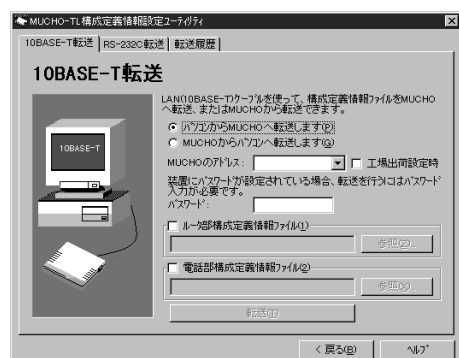 MUCHO-TL構成定義情報設定ユーティリティ
10BASE-T転送
RS-232C転送
転送履歴
10BASE-T転送
10BASE-T
LAN(10BASE-T)ケーブルを使って、構成定義情報ファイルをMUCHO
へ転送、またはMUCHOから転送できます。
パソコンからMUCHOへ転送します(P)
MUCHOからパソコンへ転送します(Q)
MUCHOのアドレス:
工場出荷設定時
装置にパスワードが設定されている場合、転送を行うにはパスワード
入力が必要です。
パスワード:
ルータ部構成定義情報ファイル(1)
参照(Z)...
電話部構成定義情報ファイル(2)
参照(X)...
転送(T)
< 戻る(B)
ヘルプ